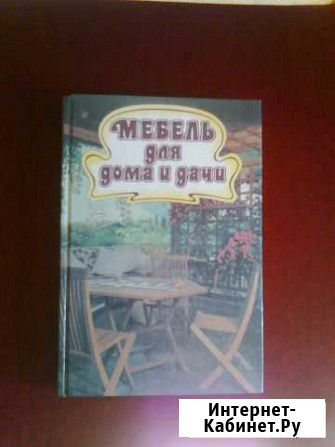 МЕБЕЛЬ
для
дома и дачи
Интернет-
Кабинет.Ру